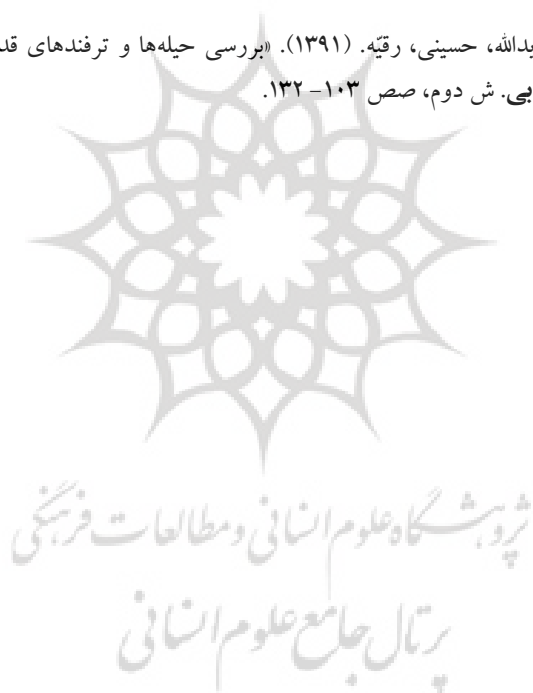 یدالله، حسینی، رقیّه. (۱۳۹۱). «بررسی حیله‌ها و ترفندهای قد
بی. ش دوم، صص ۱۰۳- ۱۳۲.
پژوهشگاه علوم انسانی و مطالعات فرهنگی
پرتال جامع علوم انسانی